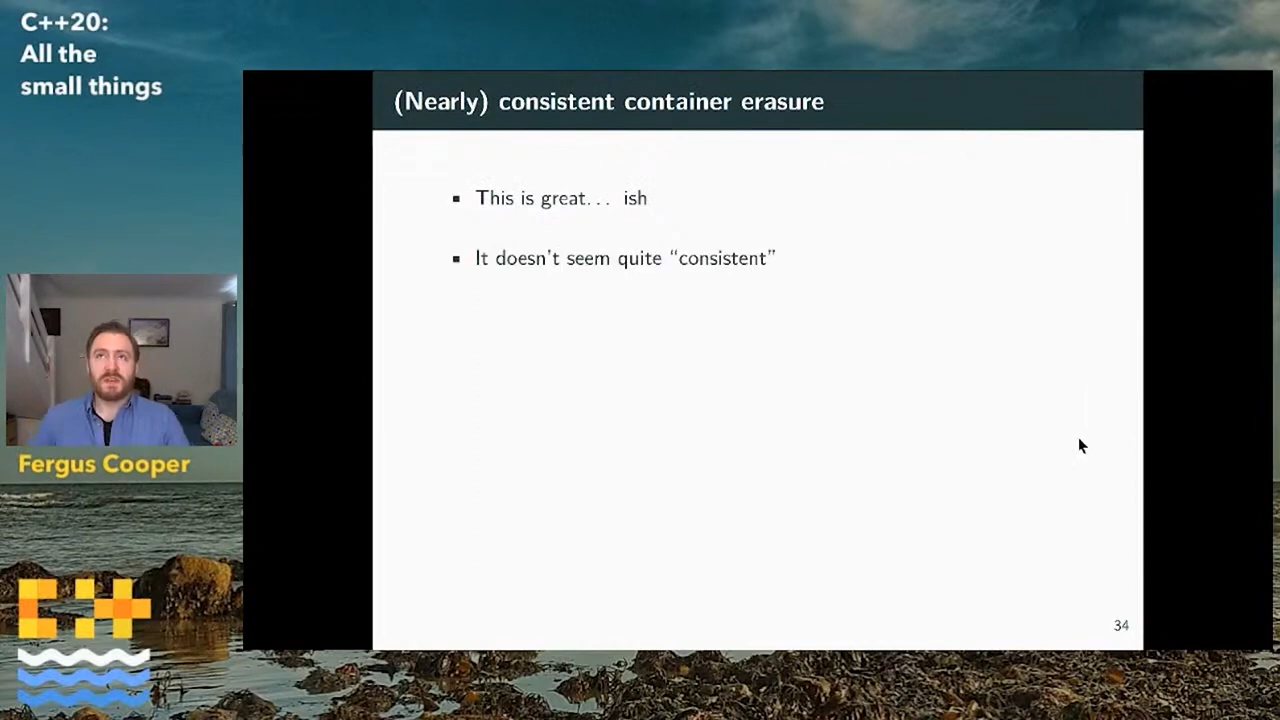 C++20:
All the
small things
(Nearly) consistent container erasure
This is great... ish
It doesn't seem quite “consistent”
Fergus Cooper
34